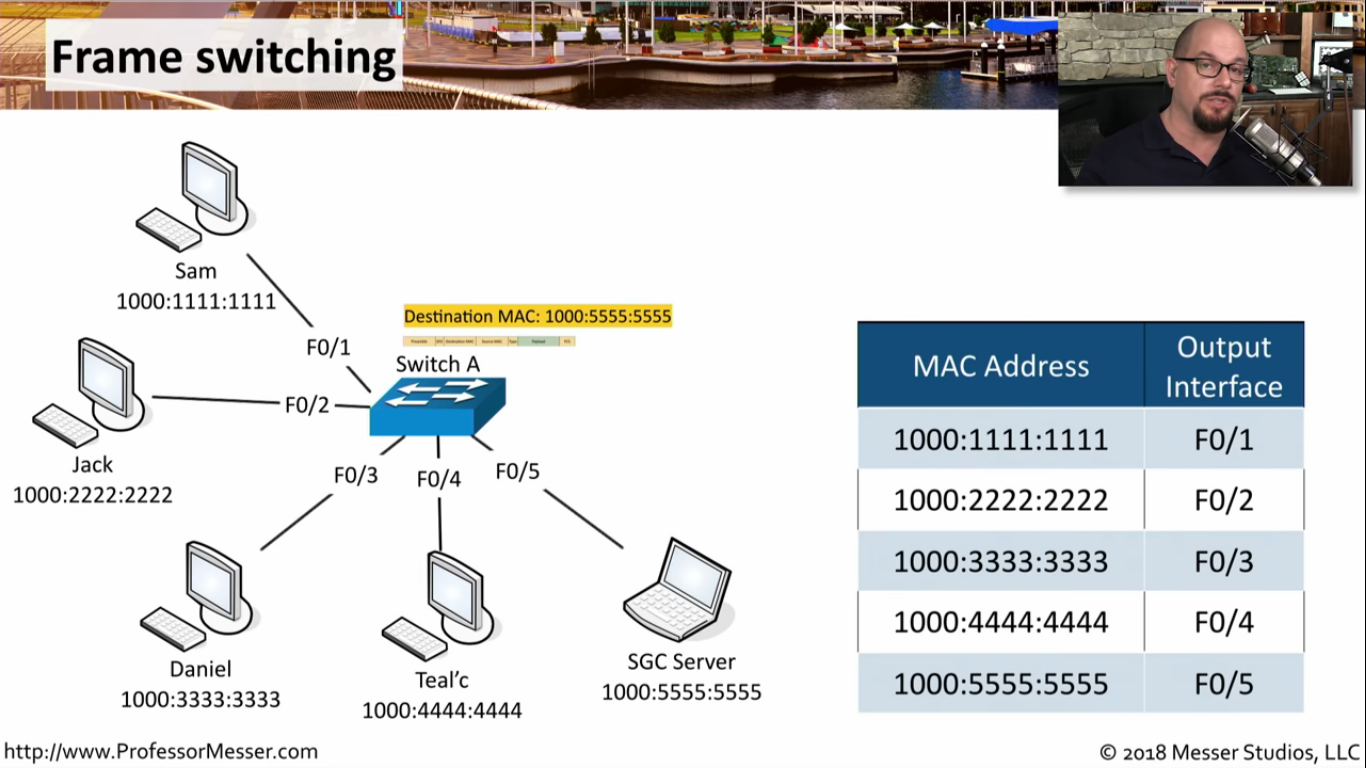 Frame switching
Sam
1000:1111:1111
Destination MAC: 1000:5555:5555
Preamble SFD Destination MAC Source MAC Type Payload FCS
F0/1
Switch A
F0/2
Jack
1000:2222:2222
F0/3
F0/4
F0/5
Daniel
1000:3333:3333
Teal’c
1000:4444:4444
SGC Server
1000:5555:5555
MAC Address
Output
Interface
1000:1111:1111 F0/1
1000:2222:2222 F0/2
1000:3333:3333 F0/3
1000:4444:4444 F0/4
1000:5555:5555 F0/5
http://www.ProfessorMesser.com
© 2018 Messer Studios, LLC